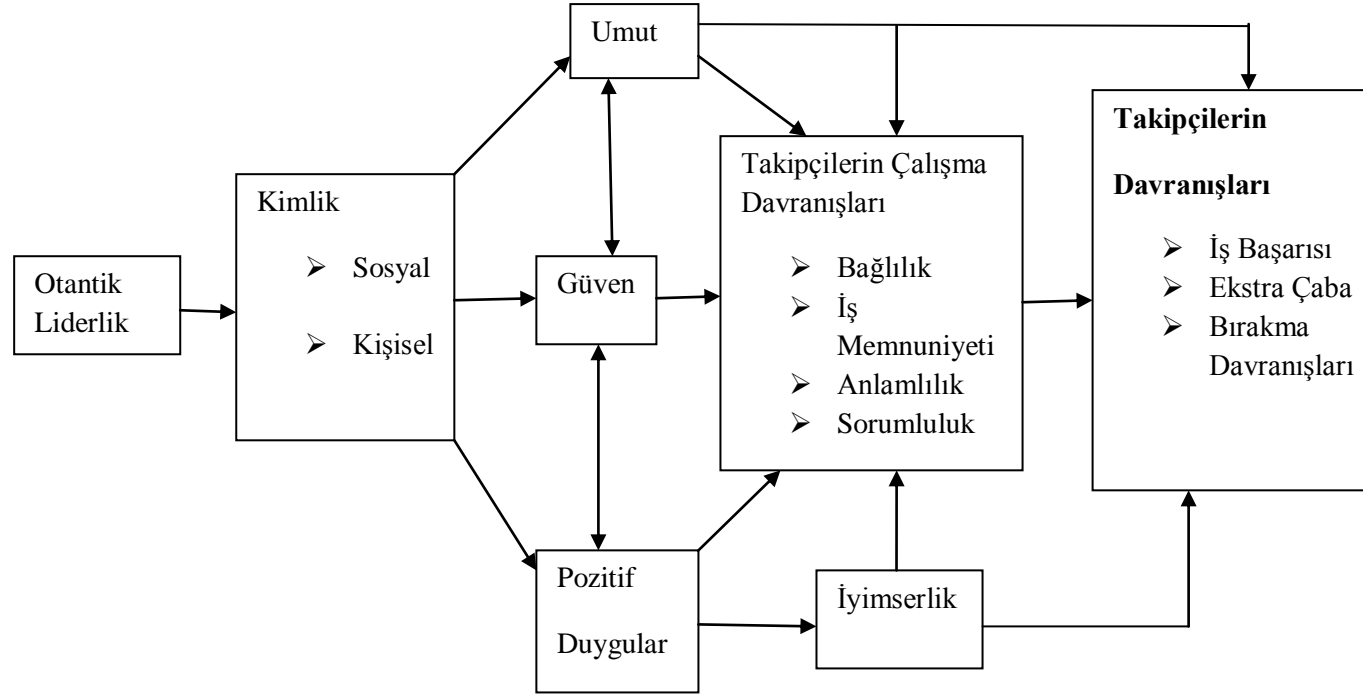 Umut
Takipçilerin
Davranışları
Takipçilerin Çalışma
Davranışları
Kimlik
➢ Sosyal
➢ Kişisel
Otantik
Liderlik
Güven
➢ Bağlılık
➢ İş
Memnuniyeti
➢ Anlamlılık
➢ Sorumluluk
➢ İş Başarısı
➢ Ekstra Çaba
➢ Bırakma
Davranışları
Pozitif
Duygular
İyimserlik